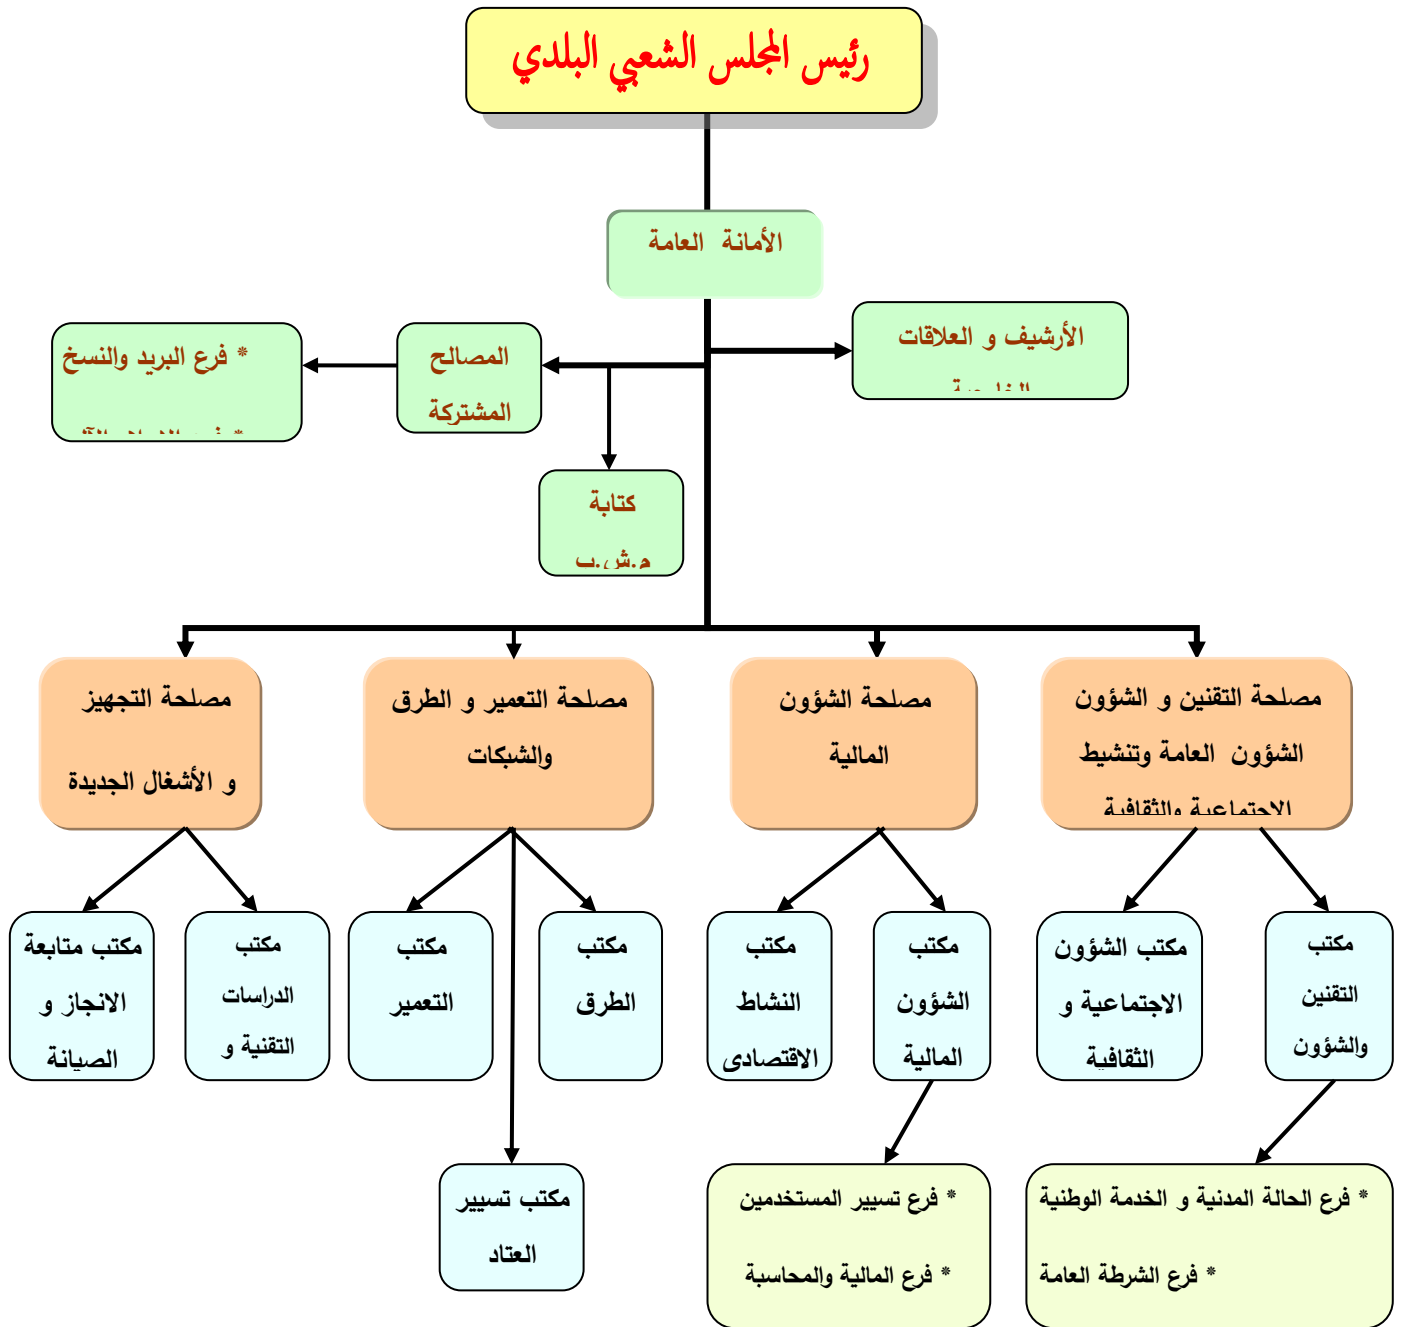 رئيس المجلس الشعبي البلدي
الأمانة العامة
الأرشيف و العلاقات
المصالح
المشتركة
* فرع البريد والنسخ
كتابة
م.ش.ب
مصلحة التقنين و الشؤون
الشؤون العامة وتنشيط
الاجتماعية والثقافية
مصلحة الشؤون
المالية
مصلحة التعمير و الطرق
والشبكات
مصلحة التجهيز
و الأشغال الجديدة
مكتب
التقنين
والشؤون
مكتب الشؤون
الاجتماعية و
الثقافية
مكتب
الشؤون
المالية
مكتب
النشاط
الاقتصادي
مكتب
الطرق
مكتب
التعمير
مكتب
الدراسات
التقنية و
مكتب متابعة
الانجاز و
الصيانة
* فرع الحالة المدنية و الخدمة الوطنية
* فرع الشرطة العامة
* فرع تسيير المستخدمين
* فرع المالية والمحاسبة
مكتب تسيير
العتاد